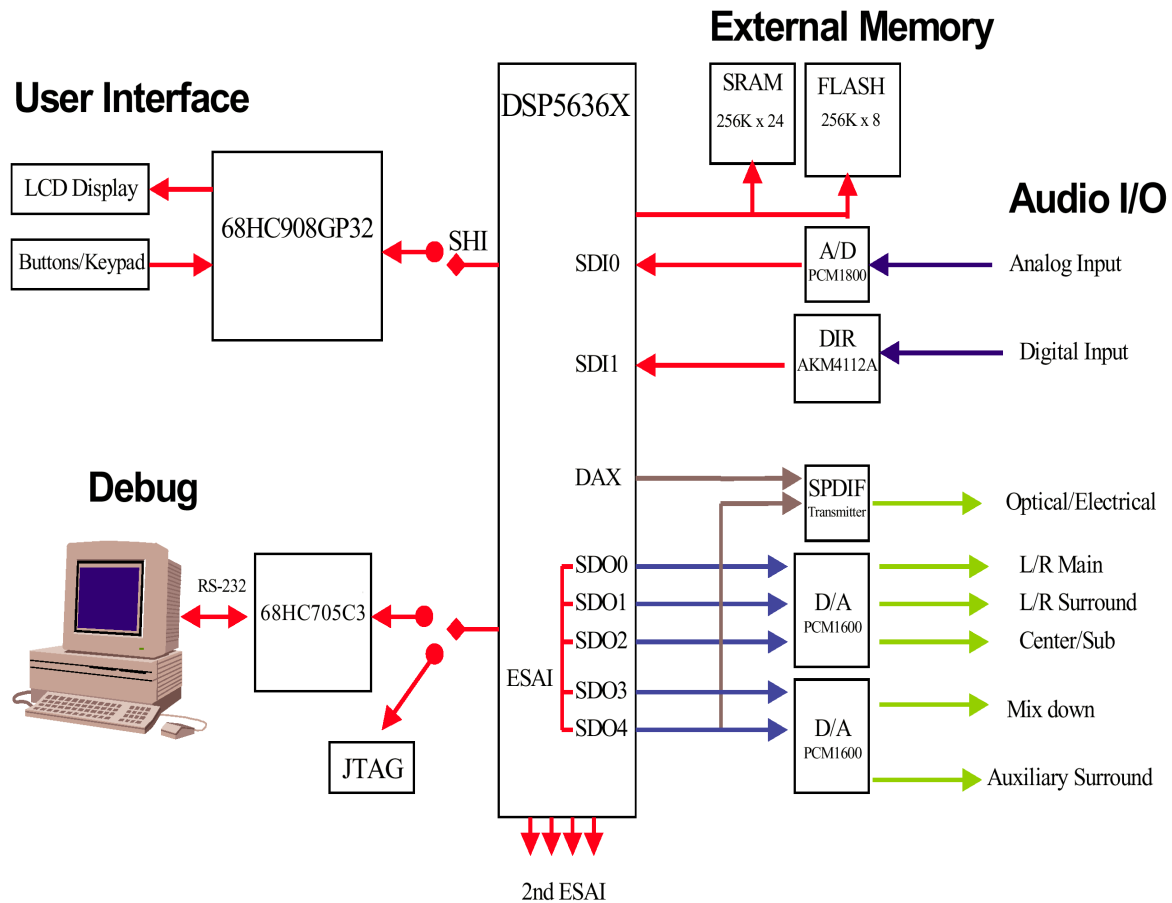 External Memory
User Interface
DSP5636X
SRAM
256K x 24
FLASH
256K x 8
LCD Display
Buttons/Keypad
68HC908GP32
SHI
Audio I/O
SDI0
A/D
PCM1800
Analog Input
SDI1
DIR
AKM4112A
Digital Input
Debug
DAX
SPDIF
Transmitter
Optical/Electrical
RS-232
68HC705C3
ESAI
SDO0
SDO1
SDO2
SDO3
SDO4
D/A
PCM1600
L/R Main
L/R Surround
Center/Sub
D/A
PCM1600
Mix down
Auxiliary Surround
JTAG
2nd ESAI